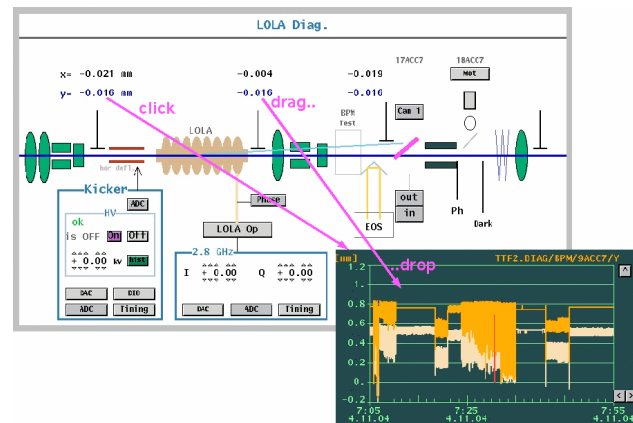 LOLA Diag.
x= -0.021 mm
-0.004
-0.019
17ACC7
18ACC7
y= -0.016 mm
-0.016
-0.016
Mot
click
drag..
BPM
Test
Cam 1
LOLA
hor defl.
Kicker
ADC
HV
ok
is OFF
On
Off
+ 0.00
kv
hist
DAC
DIO
ADC
Timing
Phase
LOLA Op
2.8 GHz
I
+ 0.00
Q
+ 0.00
DAC
ADC
Timing
EOS
out
in
Ph
Dark
..drop
TTF2.DIAG/BPM/9ACC7/Y
1.2
1.0
0.8
0.6
0.4
0.2
0.
-0.2
7:05
7:25
7:55
4.11.04
4.11.04
4.11.04